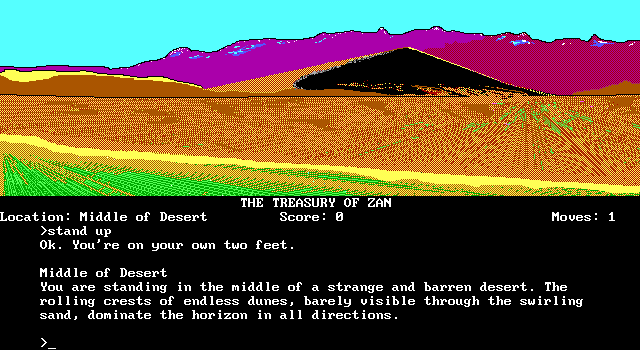 THE TREASURY OF ZAN
Location: Middle of Desert Score: 0 Moves: 1
>stand up
Ok. You're on your own two feet.
Middle of Desert
You are standing in the middle of a strange and barren desert. The
rolling crests of endless dunes, barely visible through the swirling
sand, dominate the horizon in all directions.
>_